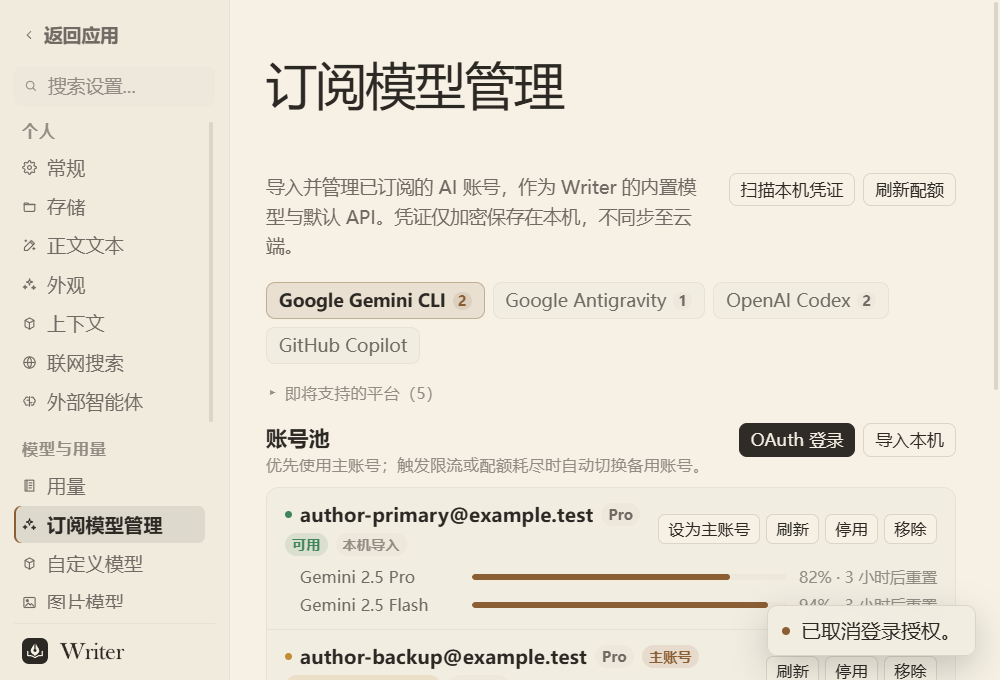 返回应用
搜索设置...
个人
常规
存储
正文文本
外观
上下文
联网搜索
外部智能体
模型与用量
用量
订阅模型管理
自定义模型
图片模型
Writer
订阅模型管理
导入并管理已订阅的 AI 账号，作为 Writer 的内置模
型与默认 API。凭证仅加密保存在本机，不同步至云
端。
扫描本机凭证 刷新配额
Google Gemini CLI 2 Google Antigravity 1 OpenAI Codex 2
GitHub Copilot
即将支持的平台（5）
账号池
优先使用主账号；触发限流或配额耗尽时自动切换备用账号。
OAuth 登录 导入本机
author-primary@example.test Pro
可用 本机导入
设为主账号 刷新 停用 移除
Gemini 2.5 Pro 82% · 3 小时后重置
Gemini 2.5 Flash 94% · 3 小时后重置
已取消登录授权。
author-backup@example.test Pro 主账号
刷新 停用 移除